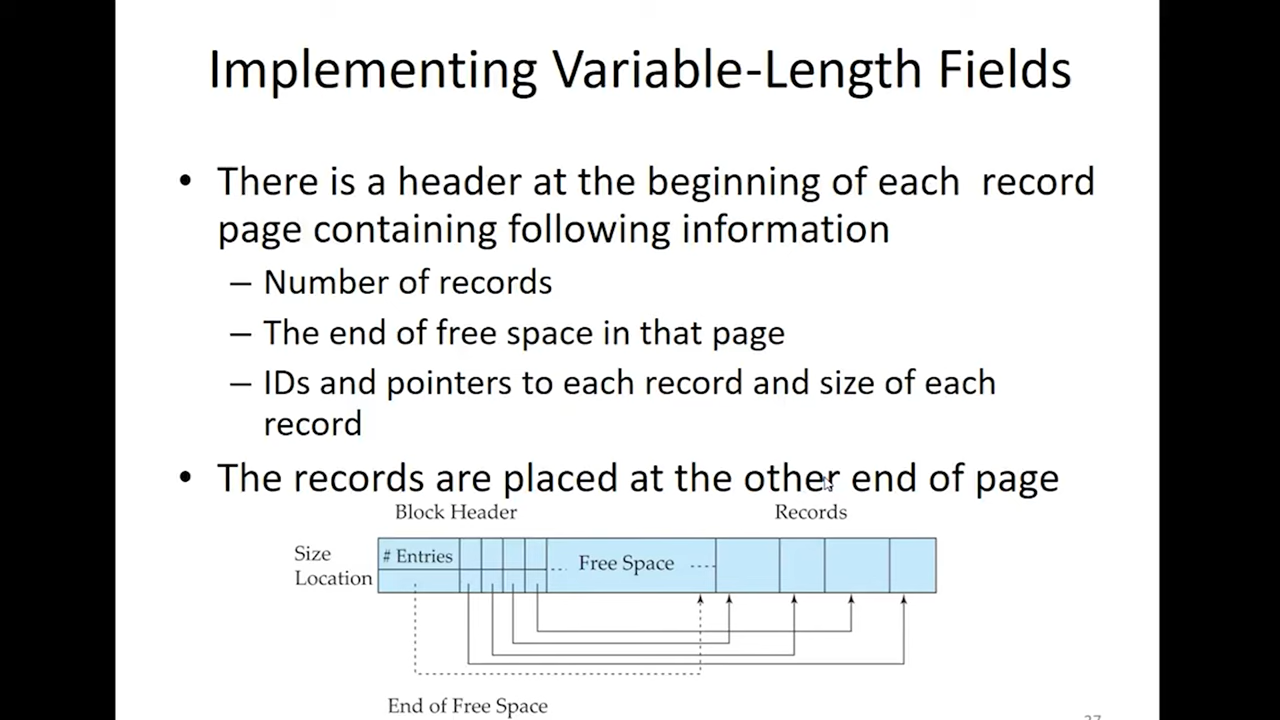 Implementing Variable-Length Fields
• There is a header at the beginning of each record
page containing following information
– Number of records
– The end of free space in that page
– IDs and pointers to each record and size of each
record
• The records are placed at the other end of page
Block Header
Records
Size
Location
# Entries
... Free Space ....
End of Free Space